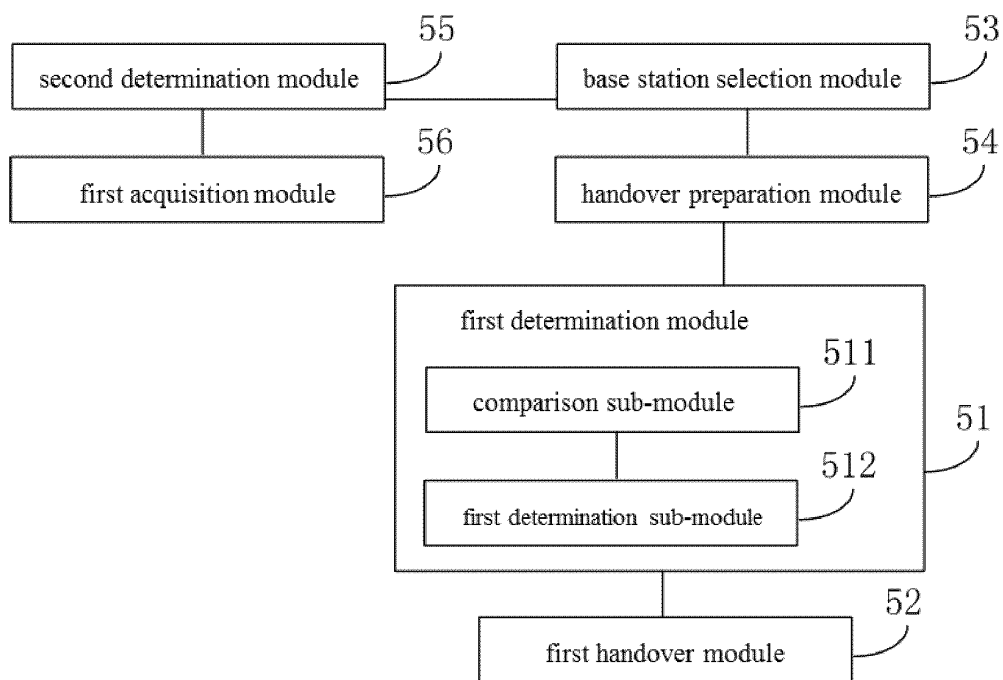 55
53
second determination module
base station selection module
56
54
first acquisition module
handover preparation module
first determination module
511
comparison sub-module
51
512
first determination sub-module
52
first handover module